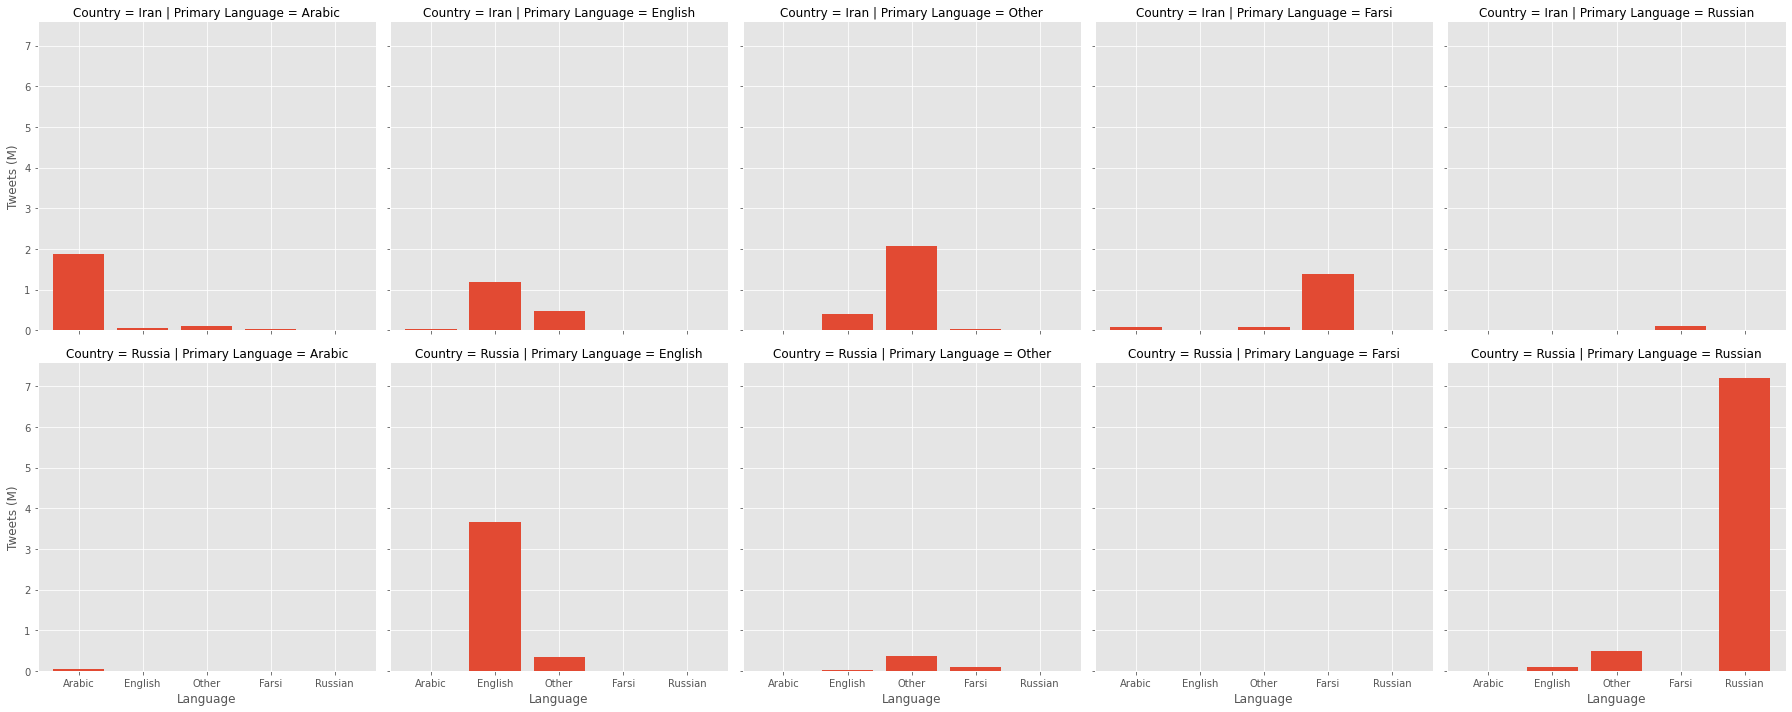 Country = Iran | Primary Language = Arabic
Country = Iran | Primary Language = English
Country = Iran | Primary Language = Other
Country = Iran | Primary Language = Farsi
Country = Iran | Primary Language = Russian
7
6
5
4
3
2
1
0
Tweets (M)
Country = Russia | Primary Language = Arabic
Country = Russia | Primary Language = English
Country = Russia | Primary Language = Other
Country = Russia | Primary Language = Farsi
Country = Russia | Primary Language = Russian
7
6
5
4
3
2
1
0
Tweets (M)
Arabic English Other Farsi Russian
Language
Arabic English Other Farsi Russian
Language
Arabic English Other Farsi Russian
Language
Arabic English Other Farsi Russian
Language
Arabic English Other Farsi Russian
Language